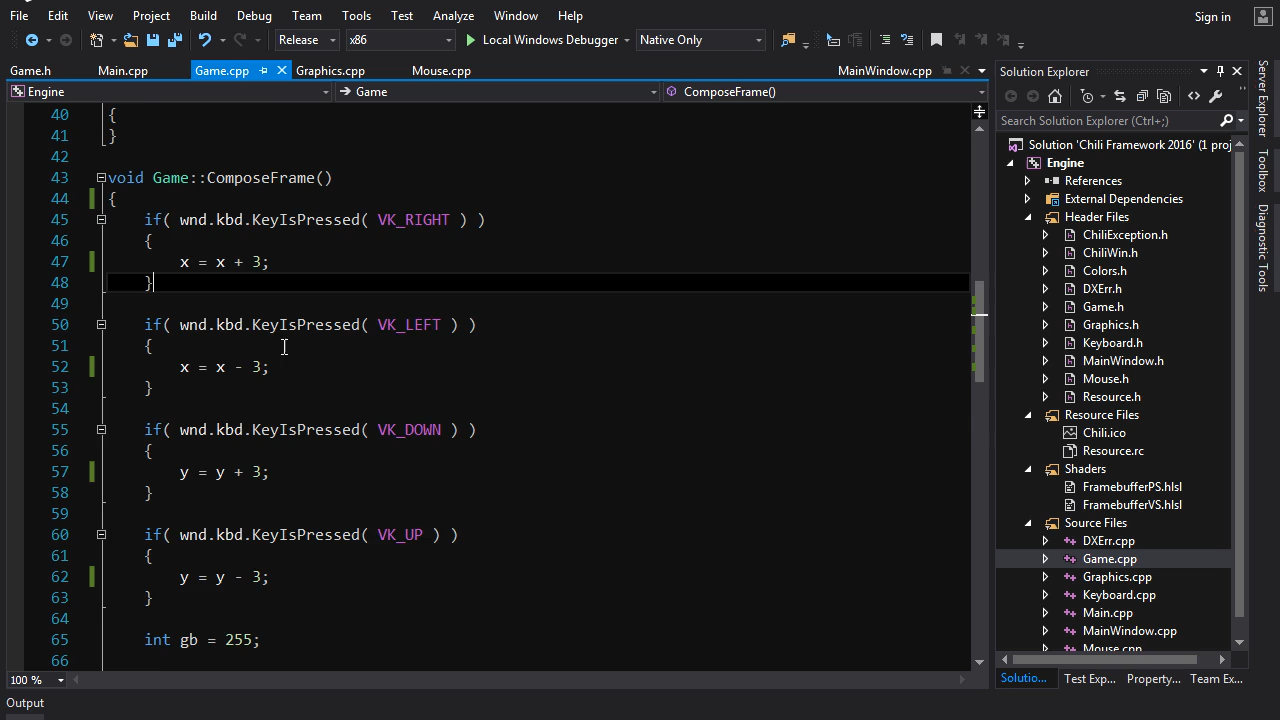 File Edit View Project Build Debug Team Tools Test Analyze Window Help Sign in
Release x86 Local Windows Debugger Native Only
Game.h Main.cpp Game.cpp Graphics.cpp Mouse.cpp MainWindow.cpp
Engine Game ComposeFrame()
40 {
41 }
42
43 void Game::ComposeFrame()
44 {
45 if( wnd.kbd.KeyIsPressed( VK_RIGHT ) )
46 {
47 x = x + 3;
48 }
49
50 if( wnd.kbd.KeyIsPressed( VK_LEFT ) )
51 {
52 x = x - 3;
53 }
54
55 if( wnd.kbd.KeyIsPressed( VK_DOWN ) )
56 {
57 y = y + 3;
58 }
59
60 if( wnd.kbd.KeyIsPressed( VK_UP ) )
61 {
62 y = y - 3;
63 }
64
65 int gb = 255;
66
100 %
Output
Solution Explorer
Search Solution Explorer (Ctrl+;)
Solution 'Chili Framework 2016' (1 proj
Engine
References
External Dependencies
Header Files
ChiliException.h
ChiliWin.h
Colors.h
DXErr.h
Game.h
Graphics.h
Keyboard.h
MainWindow.h
Mouse.h
Resource.h
Resource Files
Chili.ico
Resource.rc
Shaders
FramebufferPS.hlsl
FramebufferVS.hlsl
Source Files
DXErr.cpp
Game.cpp
Graphics.cpp
Keyboard.cpp
Main.cpp
MainWindow.cpp
Mouse.cpp
Solutio... Test Exp... Property... Team Ex...
Server Explorer
Toolbox
Diagnostic Tools